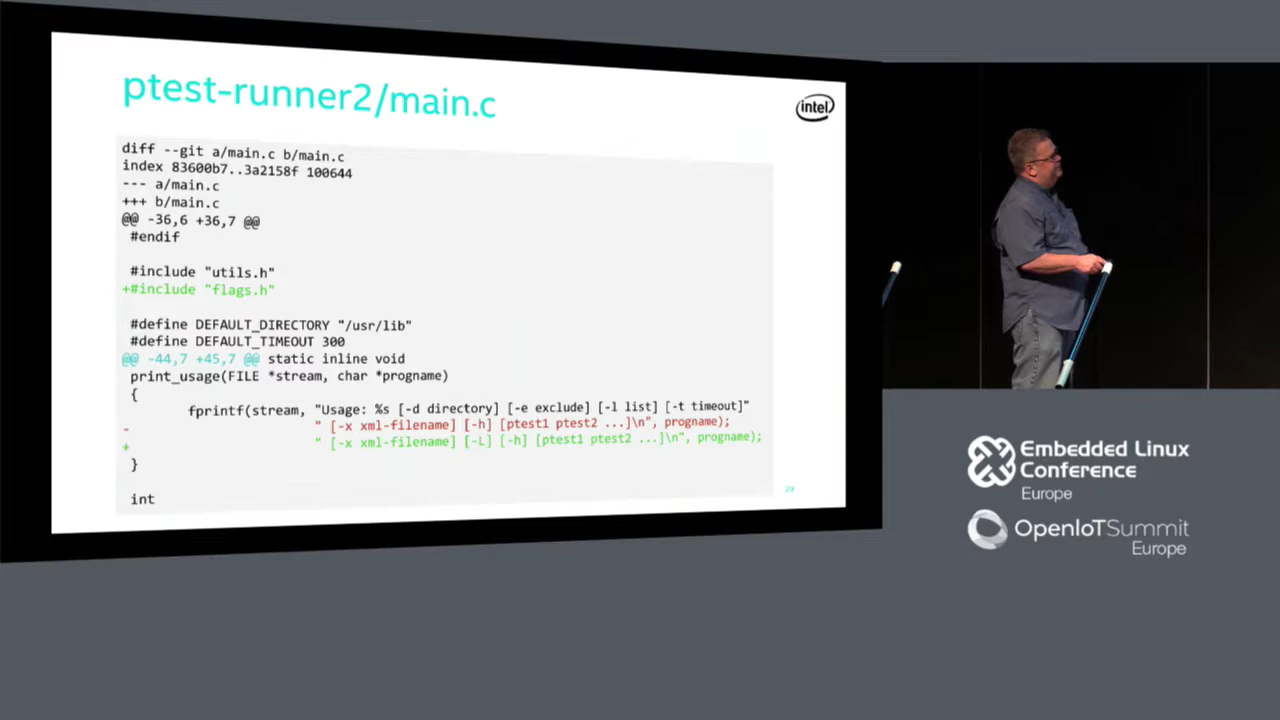 ptest-runner2/main.c
intel
diff --git a/main.c b/main.c
index 83600b7..3a2158f 100644
--- a/main.c
+++ b/main.c
@@ -36,6 +36,7 @@
 #endif
 #include "utils.h"
+#include "flags.h"
 #define DEFAULT_DIRECTORY "/usr/lib"
 #define DEFAULT_TIMEOUT 300
@@ -44,7 +45,7 @@ static inline void
 print_usage(FILE *stream, char *progname)
 {
        fprintf(stream, "Usage: %s [-d directory] [-e exclude] [-l list] [-t timeout]"
-                       " [-x xml-filename] [-h] [ptest1 ptest2 ...]\n", progname);
+                       " [-x xml-filename] [-L] [-h] [ptest1 ptest2 ...]\n", progname);
 }
 int
29
Embedded Linux
Conference
Europe
OpenIoTSummit
Europe